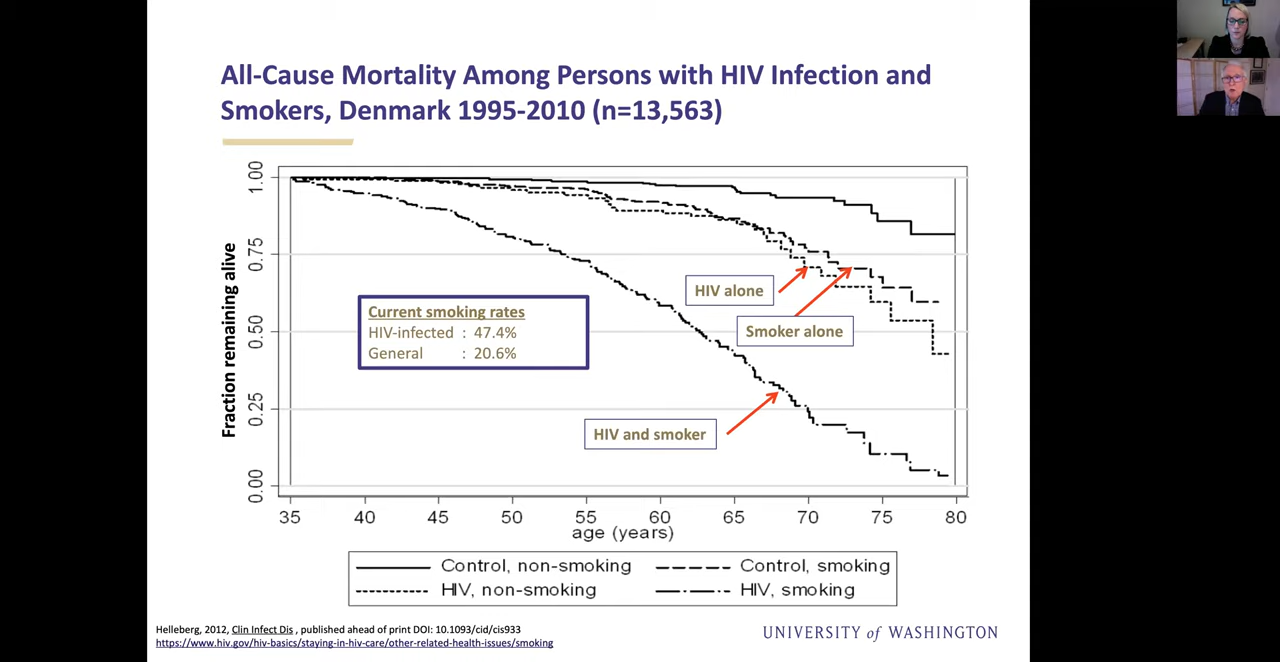 All-Cause Mortality Among Persons with HIV Infection and
Smokers, Denmark 1995-2010 (n=13,563)
Fraction remaining alive
1.00
0.75
0.50
0.25
0.00
Current smoking rates
HIV-infected : 47.4%
General : 20.6%
HIV alone
Smoker alone
HIV and smoker
35 40 45 50 55 60 65 70 75 80
age (years)
Control, non-smoking
Control, smoking
HIV, non-smoking
HIV, smoking
Helleberg, 2012, Clin Infect Dis , published ahead of print DOI: 10.1093/cid/cis933
https://www.hiv.gov/hiv-basics/staying-in-hiv-care/other-related-health-issues/smoking
UNIVERSITY of WASHINGTON